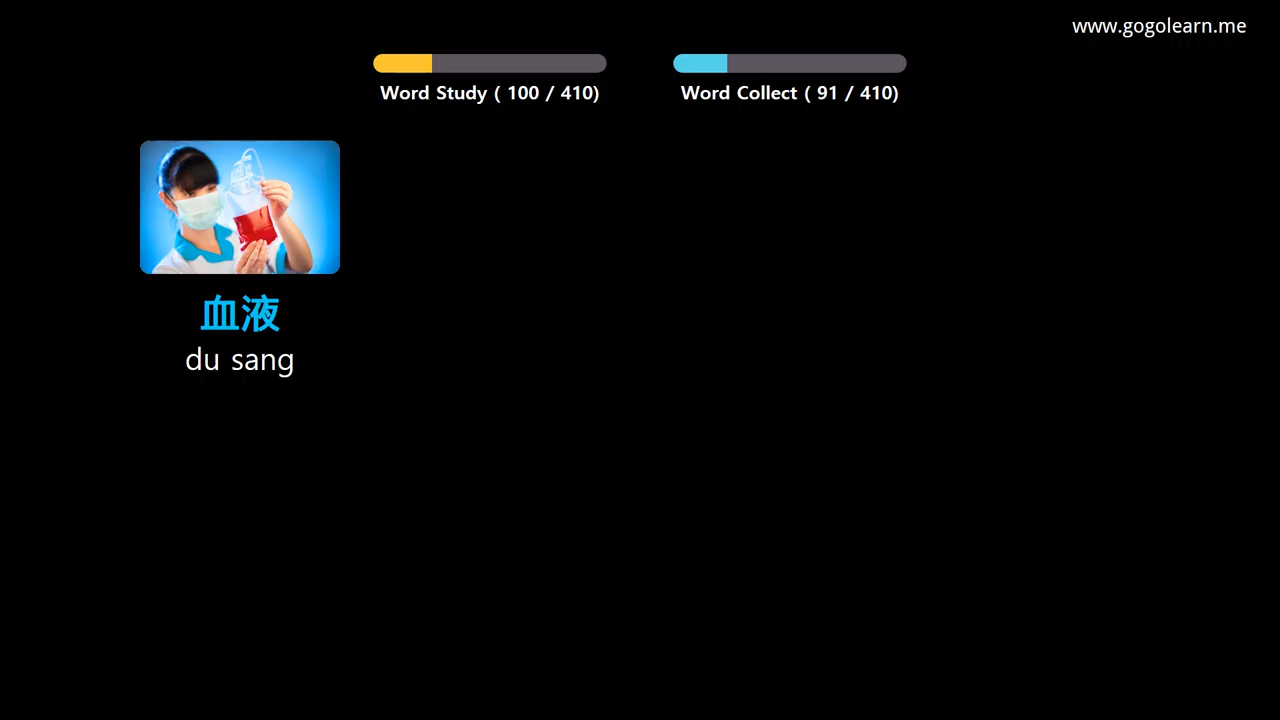 www.gogolearn.me
Word Study ( 100 / 410)
Word Collect ( 91 / 410)
血液
du sang